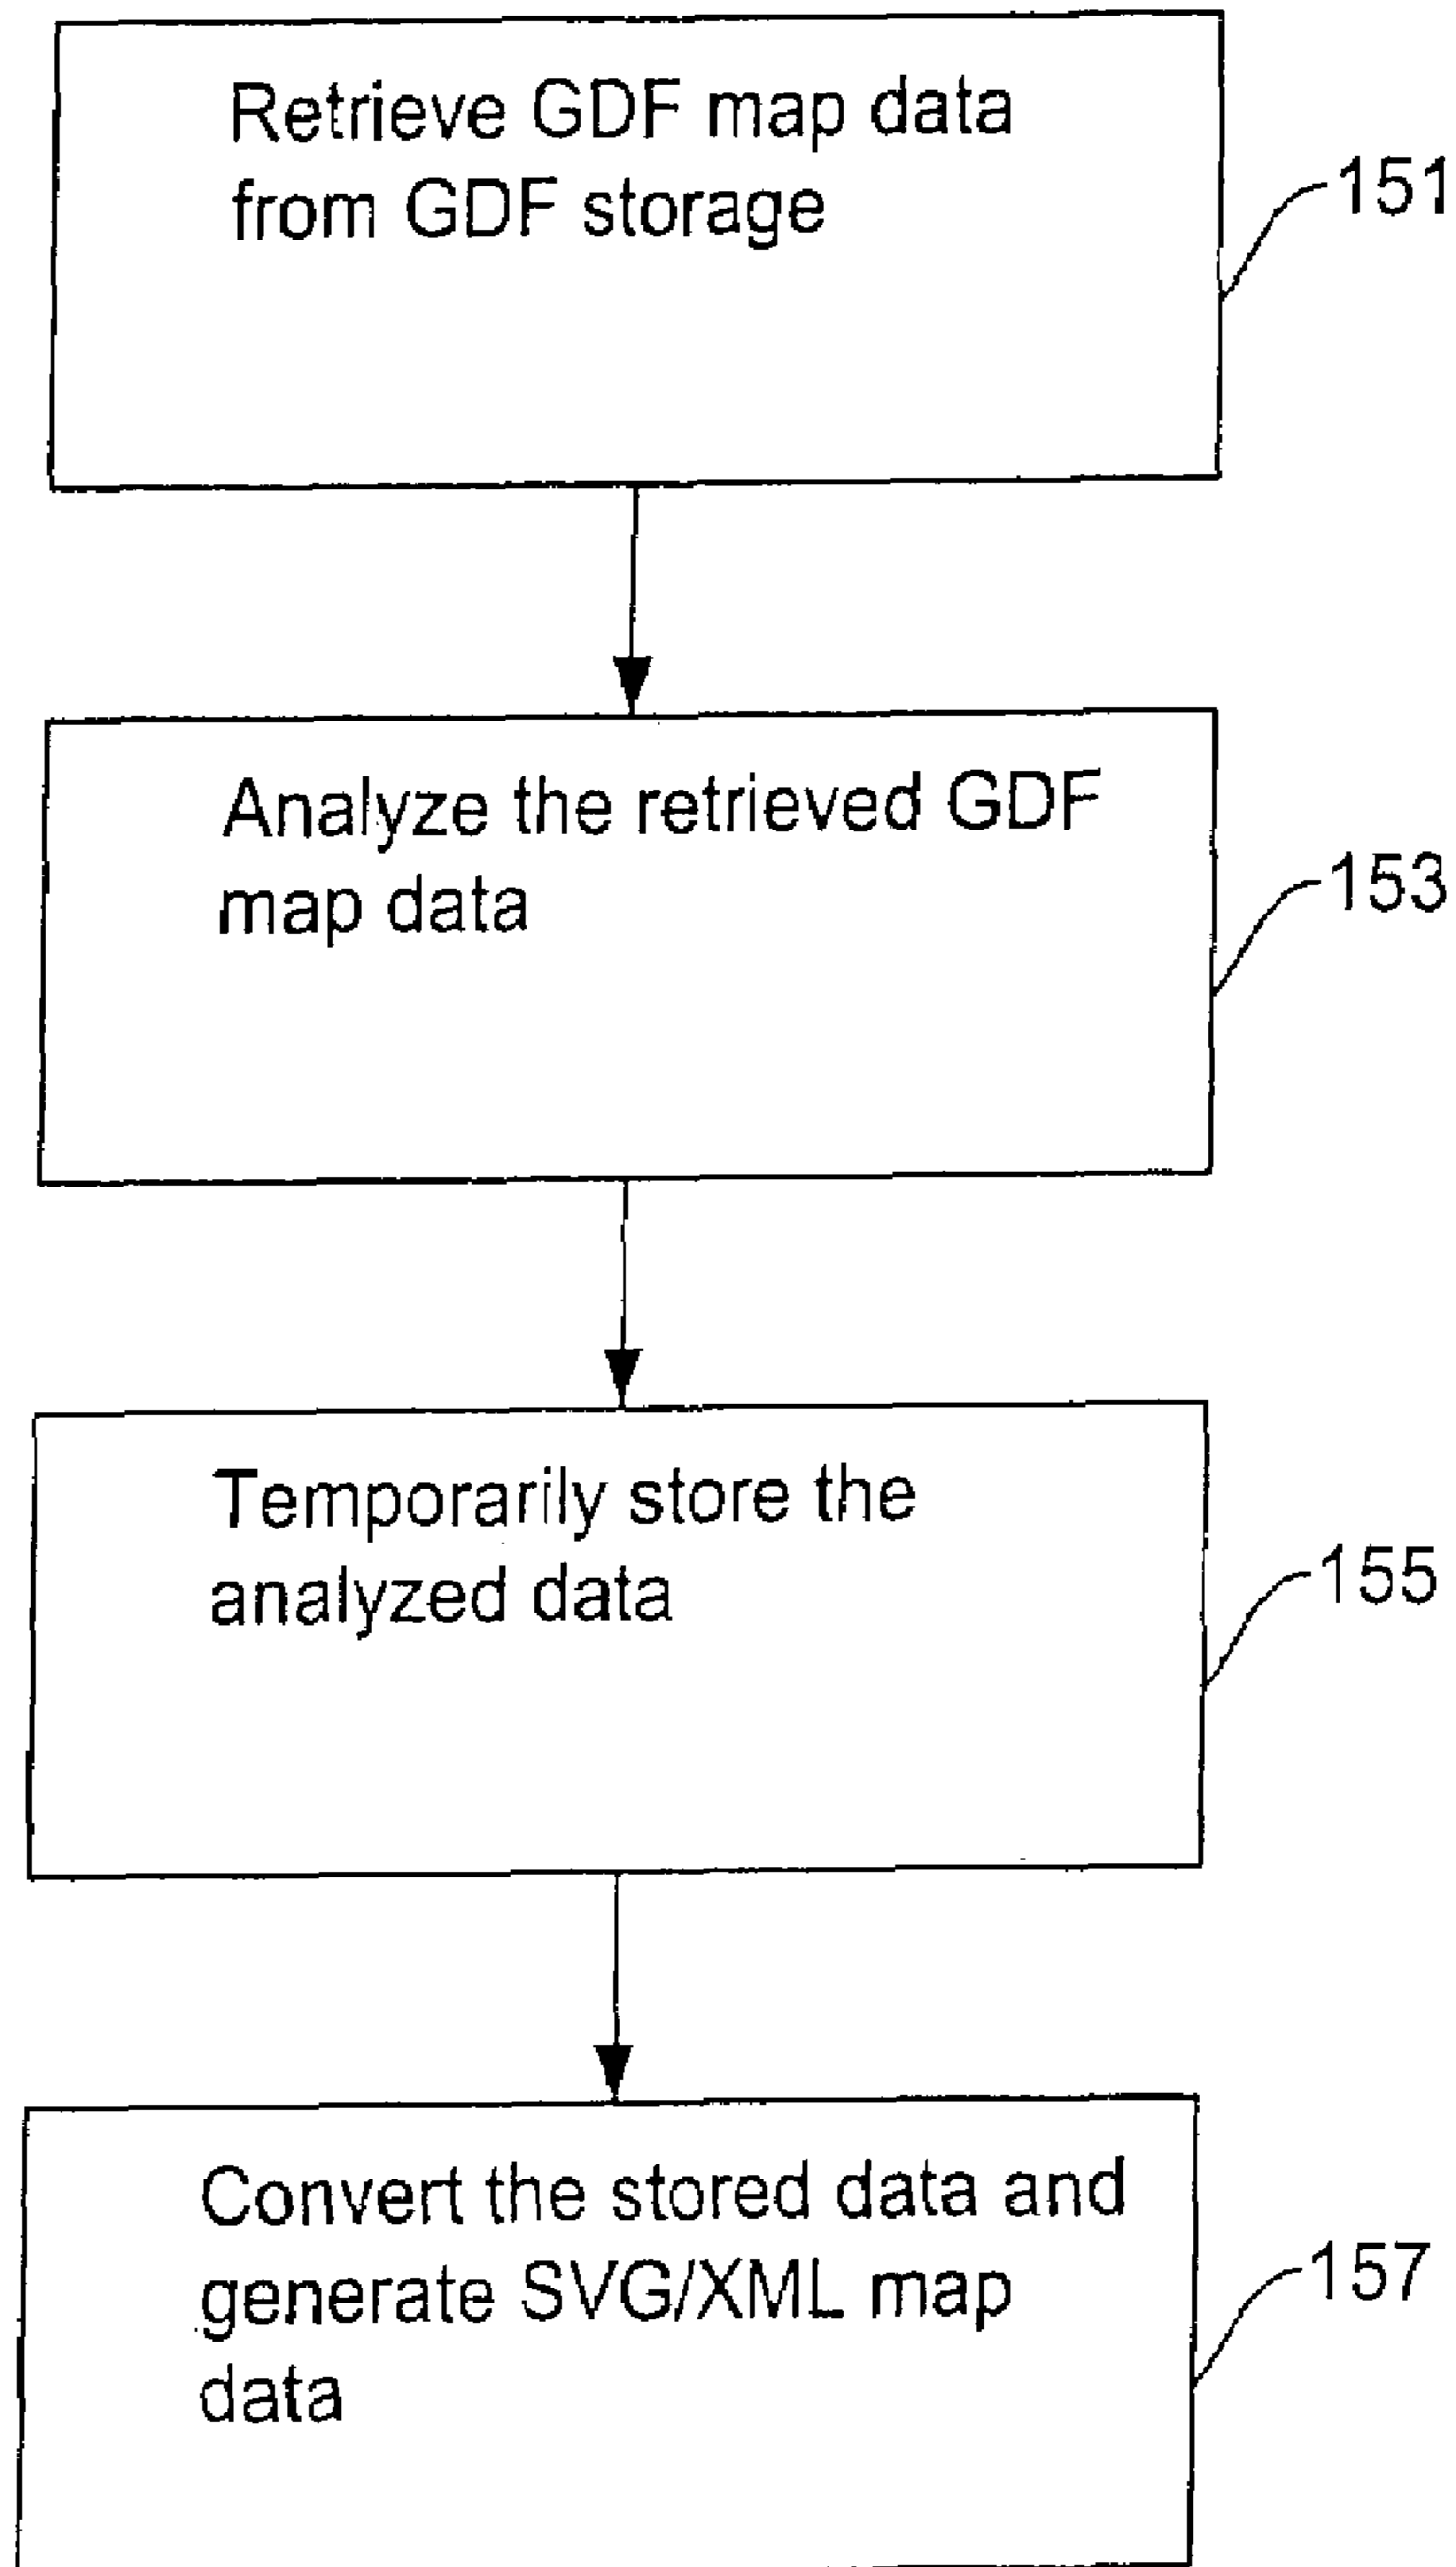 Retrieve GDF map data
from GDF storage
151
Analyze the retrieved GDF
map data
153
Temporarily store the
analyzed data
155
Convert the stored data and
generate SVG/XML map
data
157